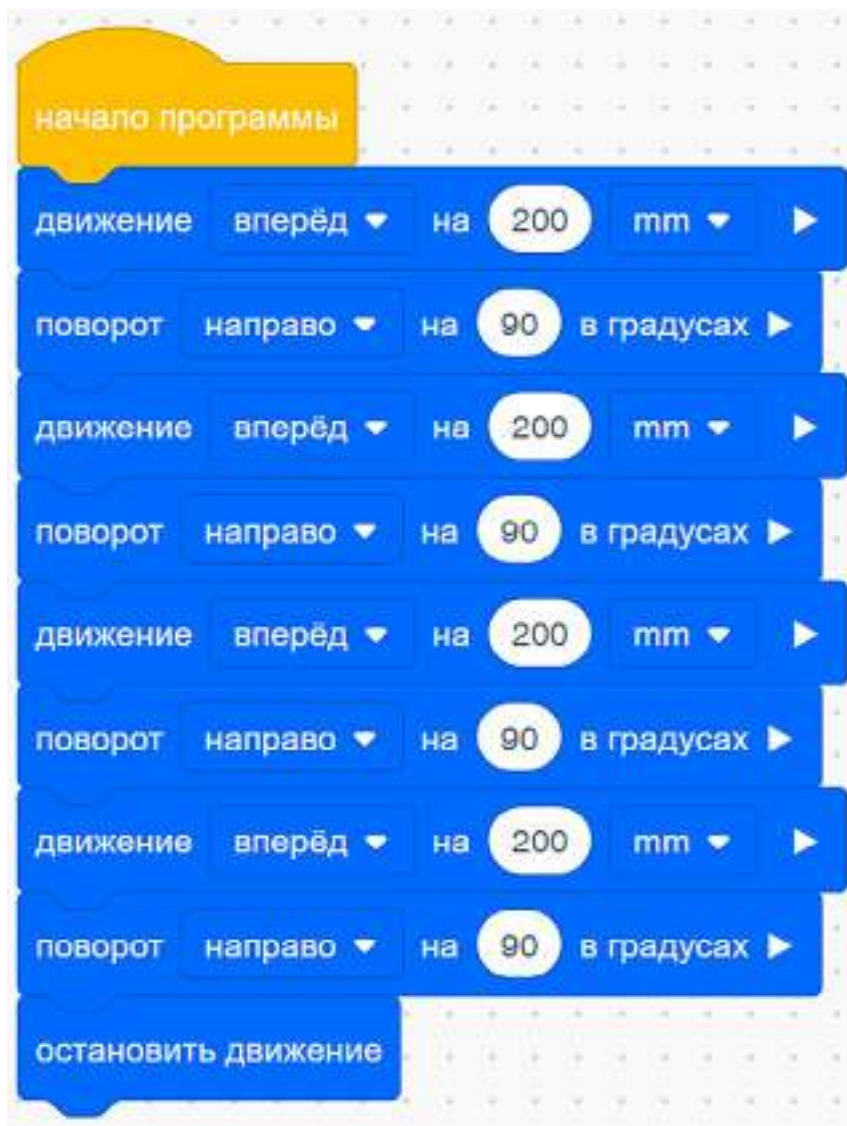 начало программы
движение вперёд на 200 mm
поворот направо на 90 в градусах
движение вперёд на 200 mm
поворот направо на 90 в градусах
движение вперёд на 200 mm
поворот направо на 90 в градусах
движение вперёд на 200 mm
поворот направо на 90 в градусах
остановить движение